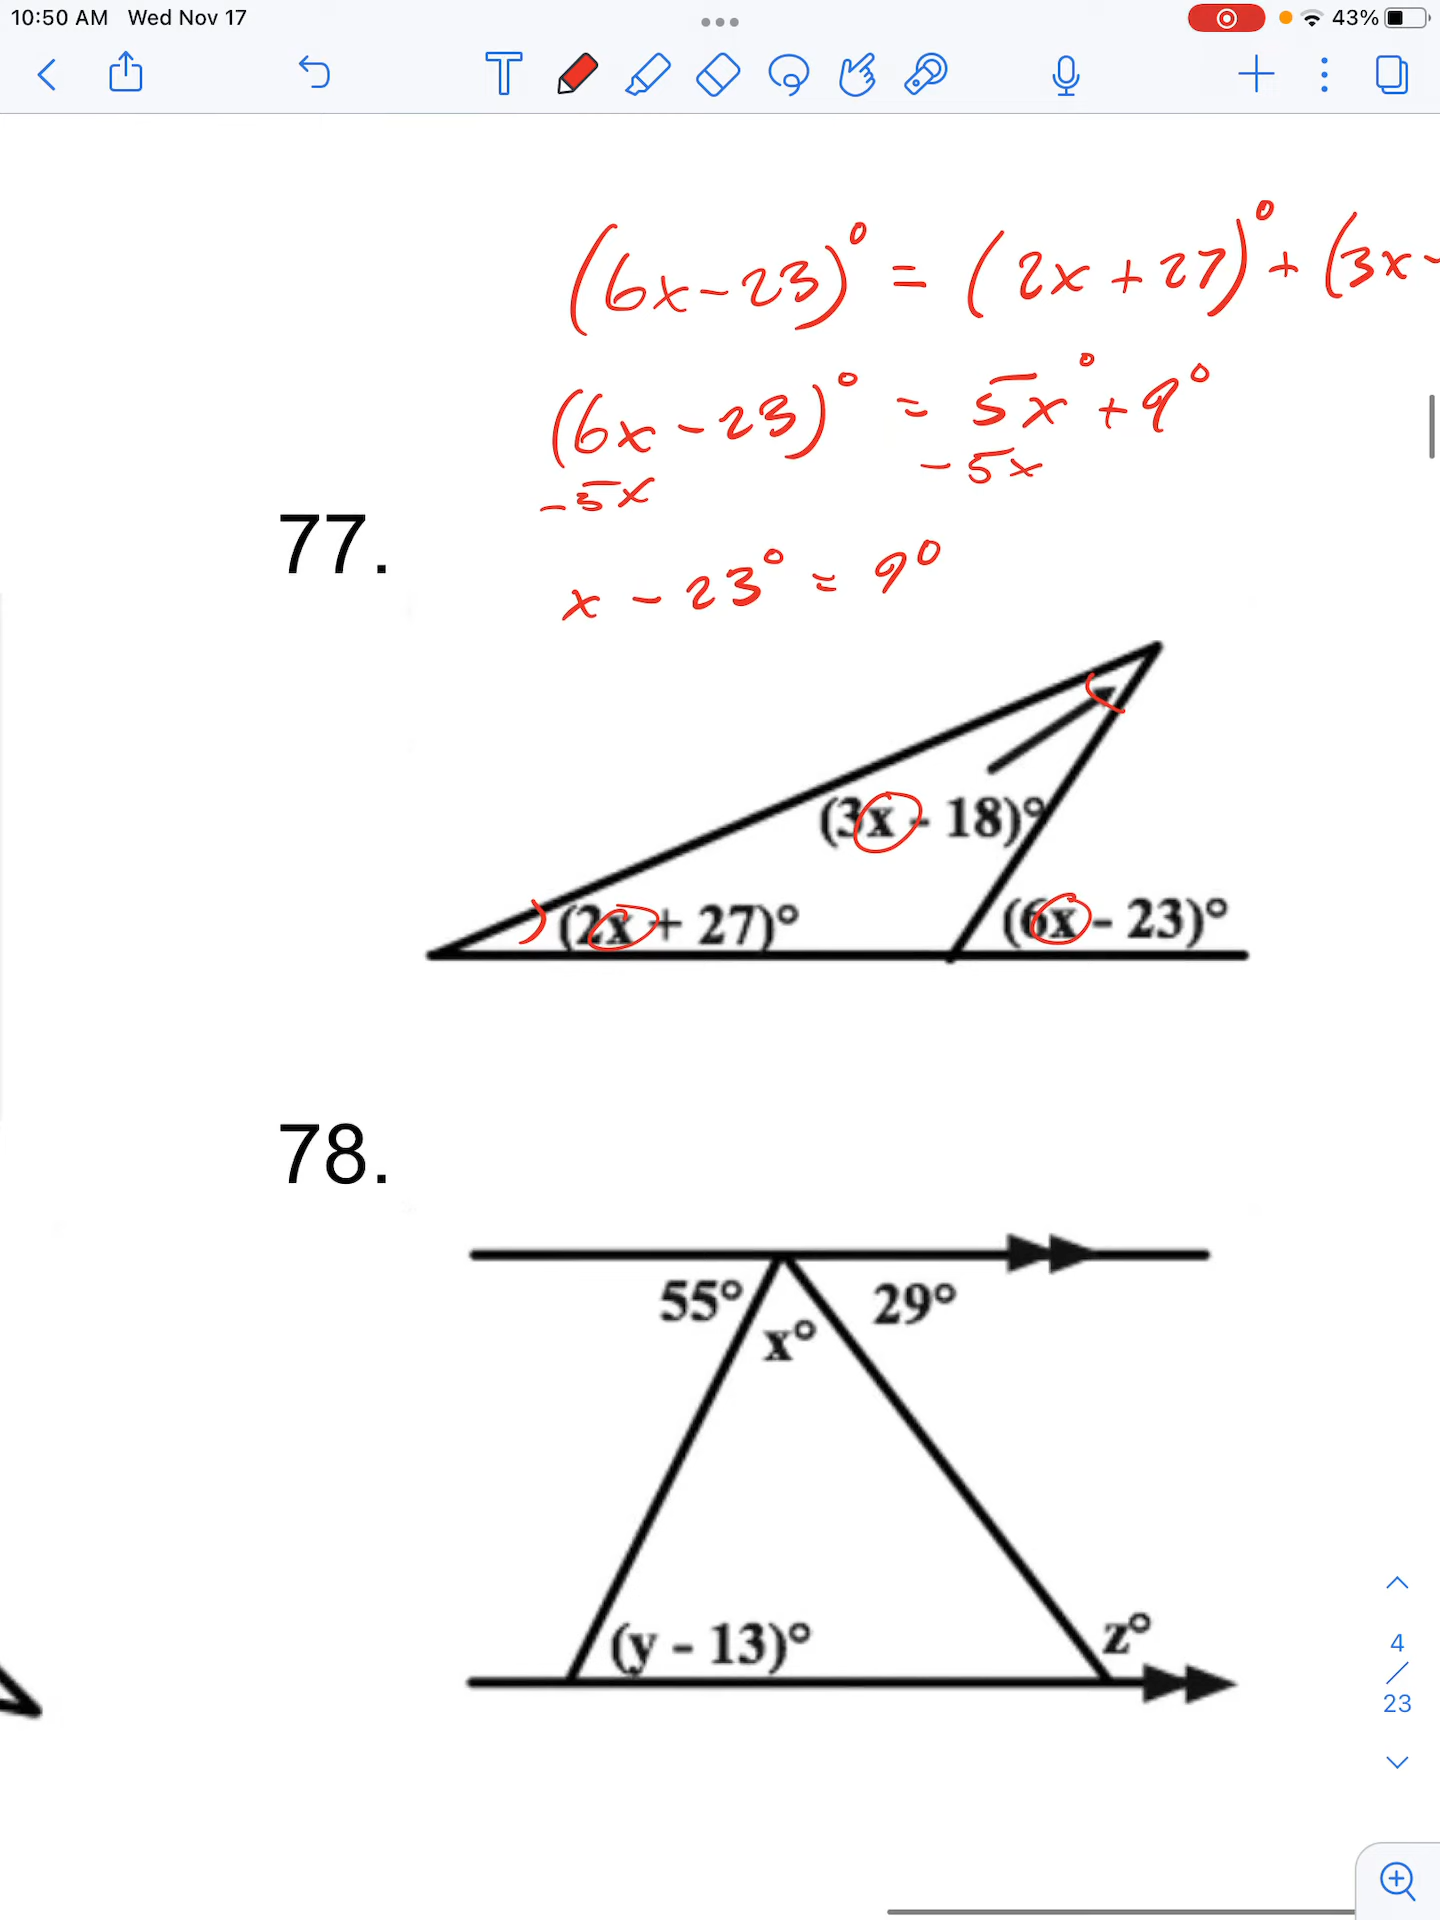 10:50 AM Wed Nov 17
43%
T
(6x-23)° = (2x+27)° + (3x-
(6x-23)° = 5x° + 9°
-5x -5x
77.
x - 23° = 9°
(3x - 18)°
(2x + 27)° (6x - 23)°
78.
55° 29°
x°
(y - 13)° z°
4
/
23